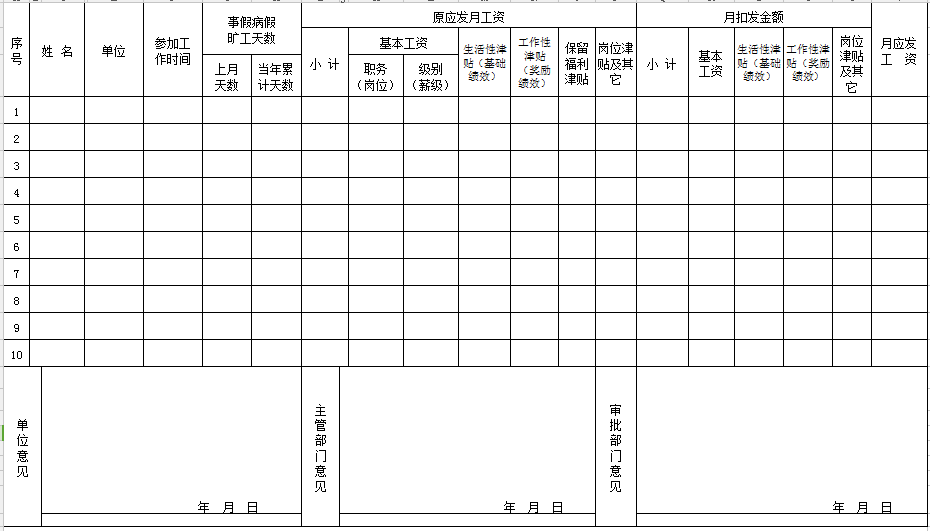 序
号
姓 名
单位
参加工
作时间
事假病假
旷工天数
上月
天数
当年累
计天数
原应发月工资
小 计
基本工资
职务
（岗位）
级别
（薪级）
生活性津
贴（基础
绩效）
工作性
津贴
（奖励
绩效）
保留
福利
津贴
岗位津
贴及其
它
月扣发金额
小 计
基本
工资
生活性津
贴（基础
绩效）
工作性津
贴（奖励
绩效）
岗位
津贴
及其
它
月应发
工 资
1
2
3
4
5
6
7
8
9
10
单位意见
年 月 日
主管部门意见
年 月 日
审批部门意见
年 月 日